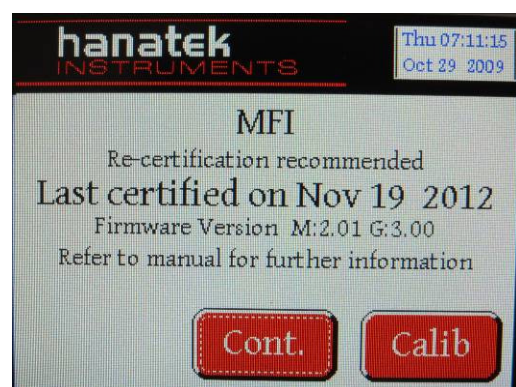 hanatek
INSTRUMENTS
Thu 07:11:15
Oct 29 2009
MFI
Re-certification recommended
Last certified on Nov 19 2012
Firmware Version M:2.01 G:3.00
Refer to manual for further information
Cont.
Calib